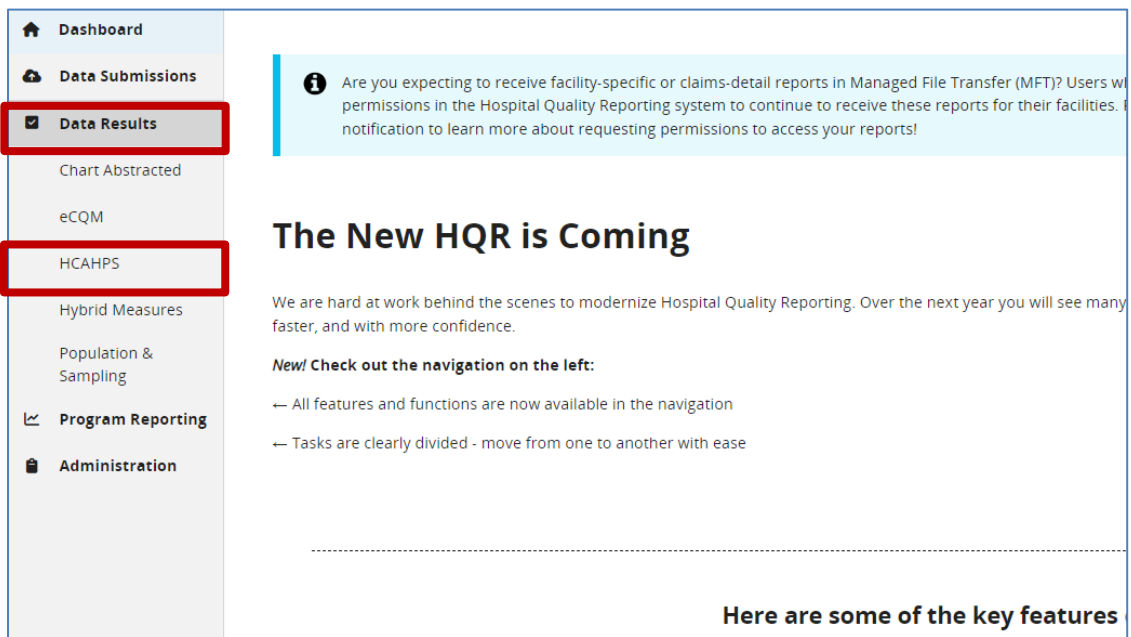 Dashboard
Data Submissions
Data Results
Chart Abstracted
eCQM
HCAHPS
Hybrid Measures
Population &
Sampling
Program Reporting
Administration
Are you expecting to receive facility-specific or claims-detail reports in Managed File Transfer (MFT)? Users
permissions in the Hospital Quality Reporting system to continue to receive these reports for their facilities.
notification to learn more about requesting permissions to access your reports!
The New HQR is Coming
We are hard at work behind the scenes to modernize Hospital Quality Reporting. Over the next year you will see many
faster, and with more confidence.
New! Check out the navigation on the left:
← All features and functions are now available in the navigation
← Tasks are clearly divided - move from one to another with ease
Here are some of the key features